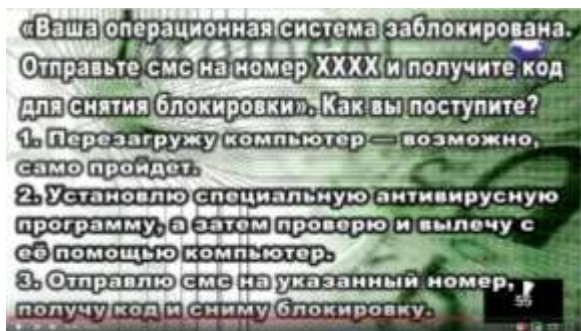 «Ваша операционная система заблокирована.
Отправьте смс на номер XXXX и получите код
для снятия блокировки». Как вы поступите?
1. Перезагружу компьютер — возможно,
само пройдет.
2. Установлю специальную антивирусную
программу, а затем проверю и вылечу с
её помощью компьютер.
3. Отправлю смс на указанный номер,
получу код и сниму блокировку.